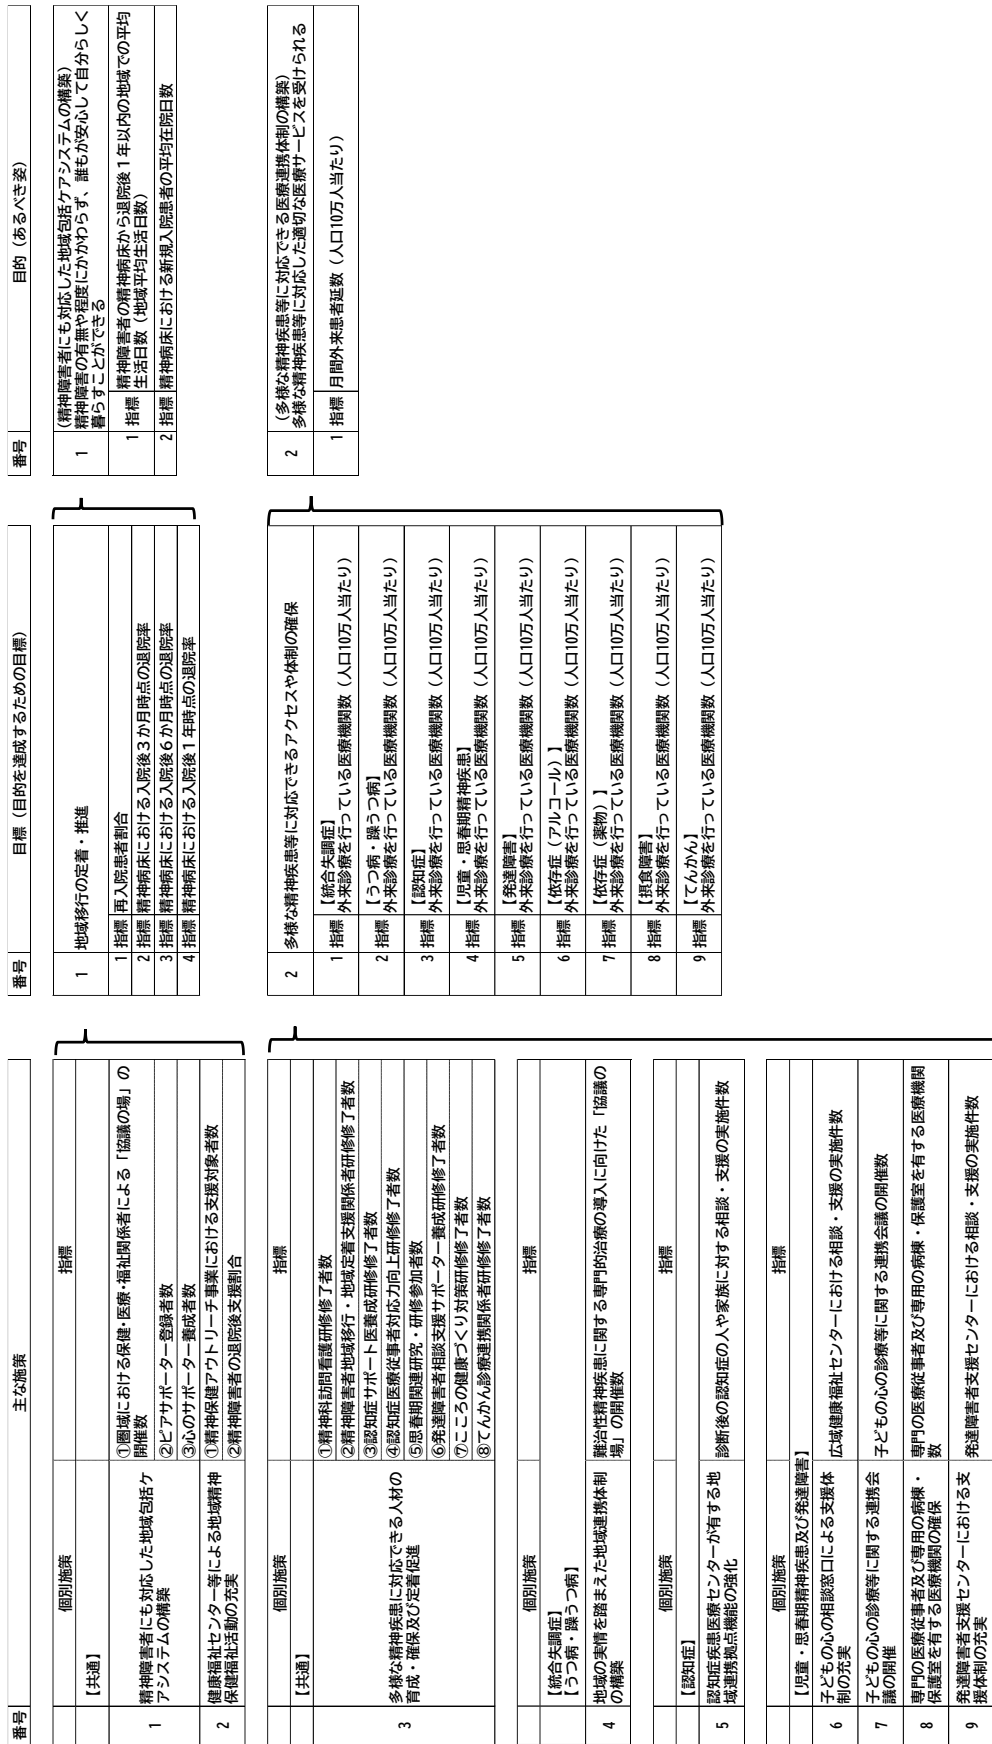 番号
主な施策
個別施策
指標
【共通】
1
精神障害者にも対応した地域包括ケ
アシステムの構築
①圏域における保健・医療・福祉関係者による「協議の場」の
開催数
②ピアサポーター登録者数
③心のサポーター養成者数
2
健康福祉センター等による地域精神
保健福祉活動の充実
①精神保健アウトリーチ事業における支援対象者数
②精神障害者の退院後支援割合
個別施策
指標
【共通】
3
多様な精神疾患に対応できる人材の
育成・確保及び定着促進
①精神科訪問看護研修修了者数
②精神障害者地域移行・地域定着支援関係者研修修了者数
③認知症サポート医養成研修修了者数
④認知症医療従事者対応力向上研修修了者数
⑤思春期関連研究・研修参加者数
⑥発達障害者相談支援サポーター養成研修修了者数
⑦こころの健康づくり対策研修修了者数
⑧てんかん診療連携関係者研修修了者数
個別施策
指標
【統合失調症】
【うつ病・躁うつ病】
4
地域の実情を踏まえた地域連携体制
の構築
難治性精神疾患に関する専門的治療の導入に向けた「協議の
場」の開催数
個別施策
指標
【認知症】
5
認知症疾患医療センターが有する地
域連携拠点機能の強化
診断後の認知症の人や家族に対する相談・支援の実施件数
個別施策
指標
【児童・思春期精神疾患及び発達障害】
6
子どもの心の相談窓口による支援体
制の充実
広域健康福祉センターにおける相談・支援の実施件数
7
子どもの心の診療等に関する連携会
議の開催
子どもの心の診療等に関する連携会議の開催数
8
専門の医療従事者及び専用の病棟・
保護室を有する医療機関の確保
専門の医療従事者及び専用の病棟・保護室を有する医療機関
数
9
発達障害者支援センターにおける支
援体制の充実
発達障害者支援センターにおける相談・支援の実施件数
番号
目標（目的を達成するための目標）
1
地域移行の定着・推進
1 指標 再入院患者割合
2 指標 精神病床における入院後３か月時点の退院率
3 指標 精神病床における入院後６か月時点の退院率
4 指標 精神病床における入院後１年時点の退院率
2
多様な精神疾患等に対応できるアクセスや体制の確保
1 指標
【統合失調症】
外来診療を行っている医療機関数（人口10万人当たり）
2 指標
【うつ病・躁うつ病】
外来診療を行っている医療機関数（人口10万人当たり）
3 指標
【認知症】
外来診療を行っている医療機関数（人口10万人当たり）
4 指標
【児童・思春期精神疾患】
外来診療を行っている医療機関数（人口10万人当たり）
5 指標
【発達障害】
外来診療を行っている医療機関数（人口10万人当たり）
6 指標
【依存症（アルコール）】
外来診療を行っている医療機関数（人口10万人当たり）
7 指標
【依存症（薬物）】
外来診療を行っている医療機関数（人口10万人当たり）
8 指標
【摂食障害】
外来診療を行っている医療機関数（人口10万人当たり）
9 指標
【てんかん】
外来診療を行っている医療機関数（人口10万人当たり）
番号
目的（あるべき姿）
1
（精神障害者にも対応した地域包括ケアシステムの構築）
精神障害の有無や程度にかかわらず、誰もが安心して自分らしく
暮らすことができる
1 指標
精神障害者の精神病床から退院後１年以内の地域での平均
生活日数（地域平均生活日数）
2 指標 精神病床における新規入院患者の平均在院日数
2
（多様な精神疾患等に対応できる医療連携体制の構築）
多様な精神疾患等に対応した適切な医療サービスを受けられる
1 指標 月間外来患者延数（人口10万人当たり）